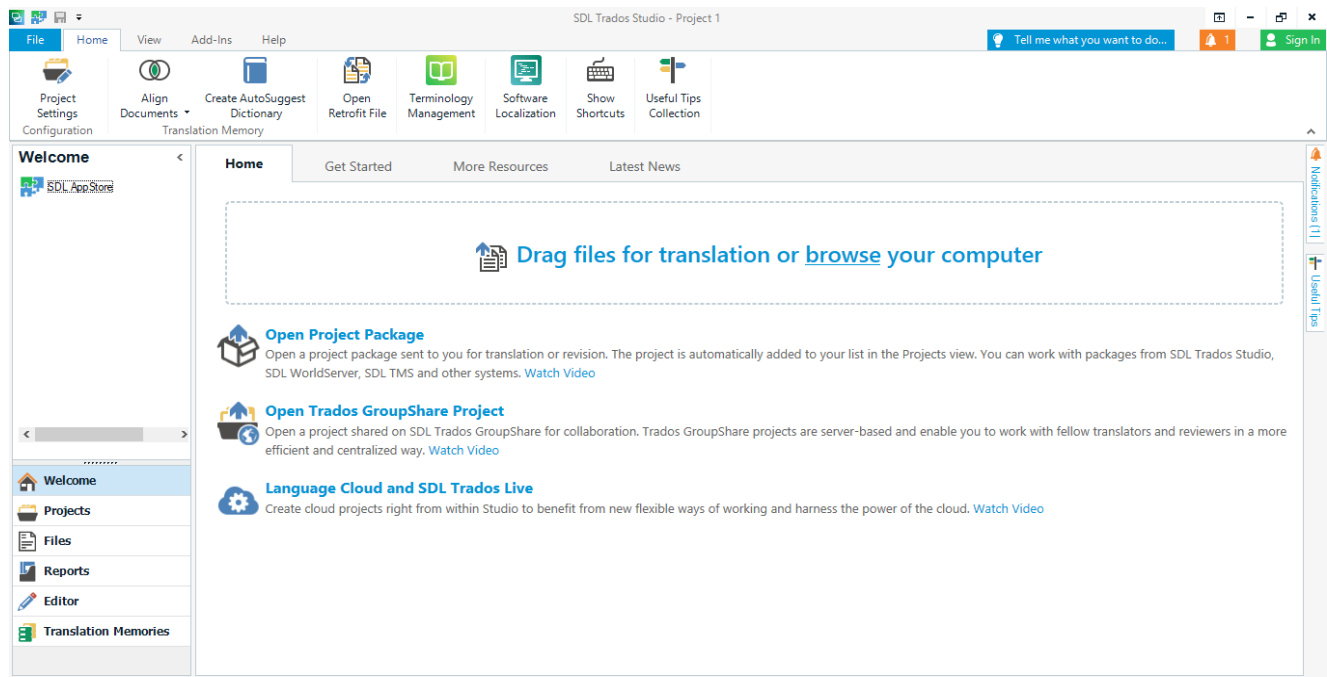 SDL Trados Studio - Project 1
File Home View Add-Ins Help
Tell me what you want to do...
1
Sign In
Project Settings
Align Documents
Create AutoSuggest Dictionary
Open Retrofit File
Terminology Management
Software Localization
Show Shortcuts
Useful Tips Collection
Configuration
Translation Memory
Welcome
SDL AppStore
Home Get Started More Resources Latest News
Drag files for translation or browse your computer
Open Project Package
Open a project package sent to you for translation or revision. The project is automatically added to your list in the Projects view. You can work with packages from SDL Trados Studio,
SDL WorldServer, SDL TMS and other systems. Watch Video
Open Trados GroupShare Project
Open a project shared on SDL Trados GroupShare for collaboration. Trados GroupShare projects are server-based and enable you to work with fellow translators and reviewers in a more
efficient and centralized way. Watch Video
Language Cloud and SDL Trados Live
Create cloud projects right from within Studio to benefit from new flexible ways of working and harness the power of the cloud. Watch Video
Welcome
Projects
Files
Reports
Editor
Translation Memories
Notifications (1)
Useful Tips